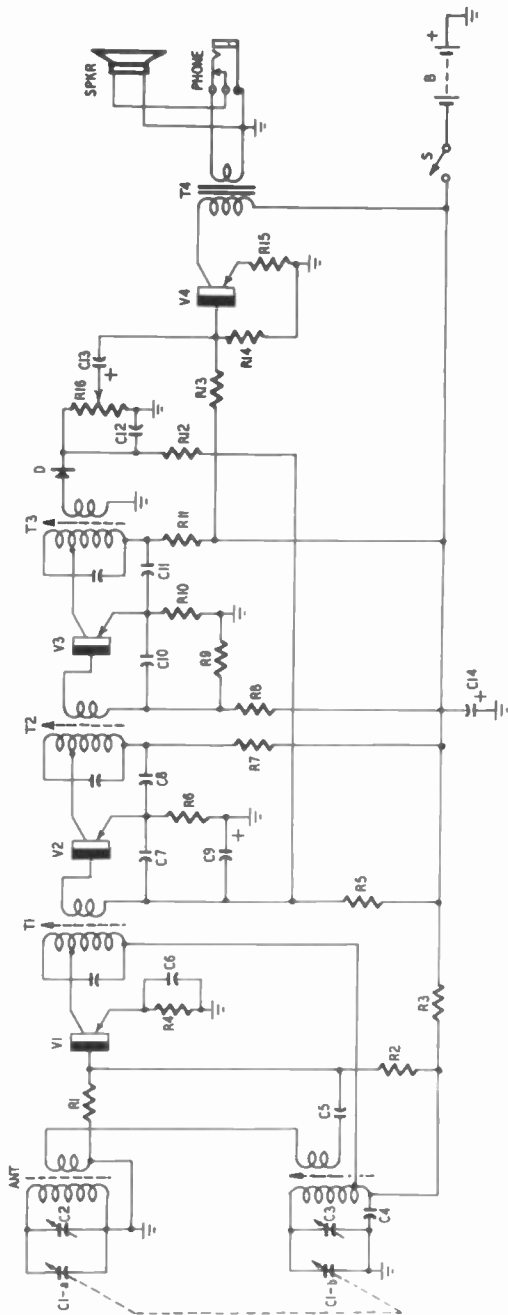 SPKR
PHONE
T4
B
+
S
V4
R15
R14
R13
C13
+
R16
C12
R12
D
T3
R11
C11
V3
R10
C10
R9
R8
C14
+
T2
C8
R7
V2
R6
C7
C9
+
T1
R5
V1
C6
R4
R3
R1
C5
R2
ANT
C2
C1-a
C3
C4
C1-b